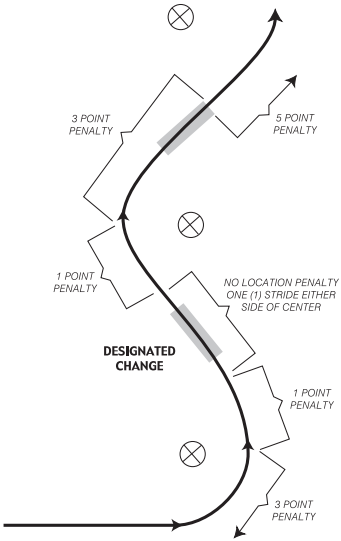 3 POINT
PENALTY
5 POINT
PENALTY
1 POINT
PENALTY
NO LOCATION PENALTY
ONE (1) STRIDE EITHER
SIDE OF CENTER
DESIGNATED
CHANGE
1 POINT
PENALTY
3 POINT
PENALTY